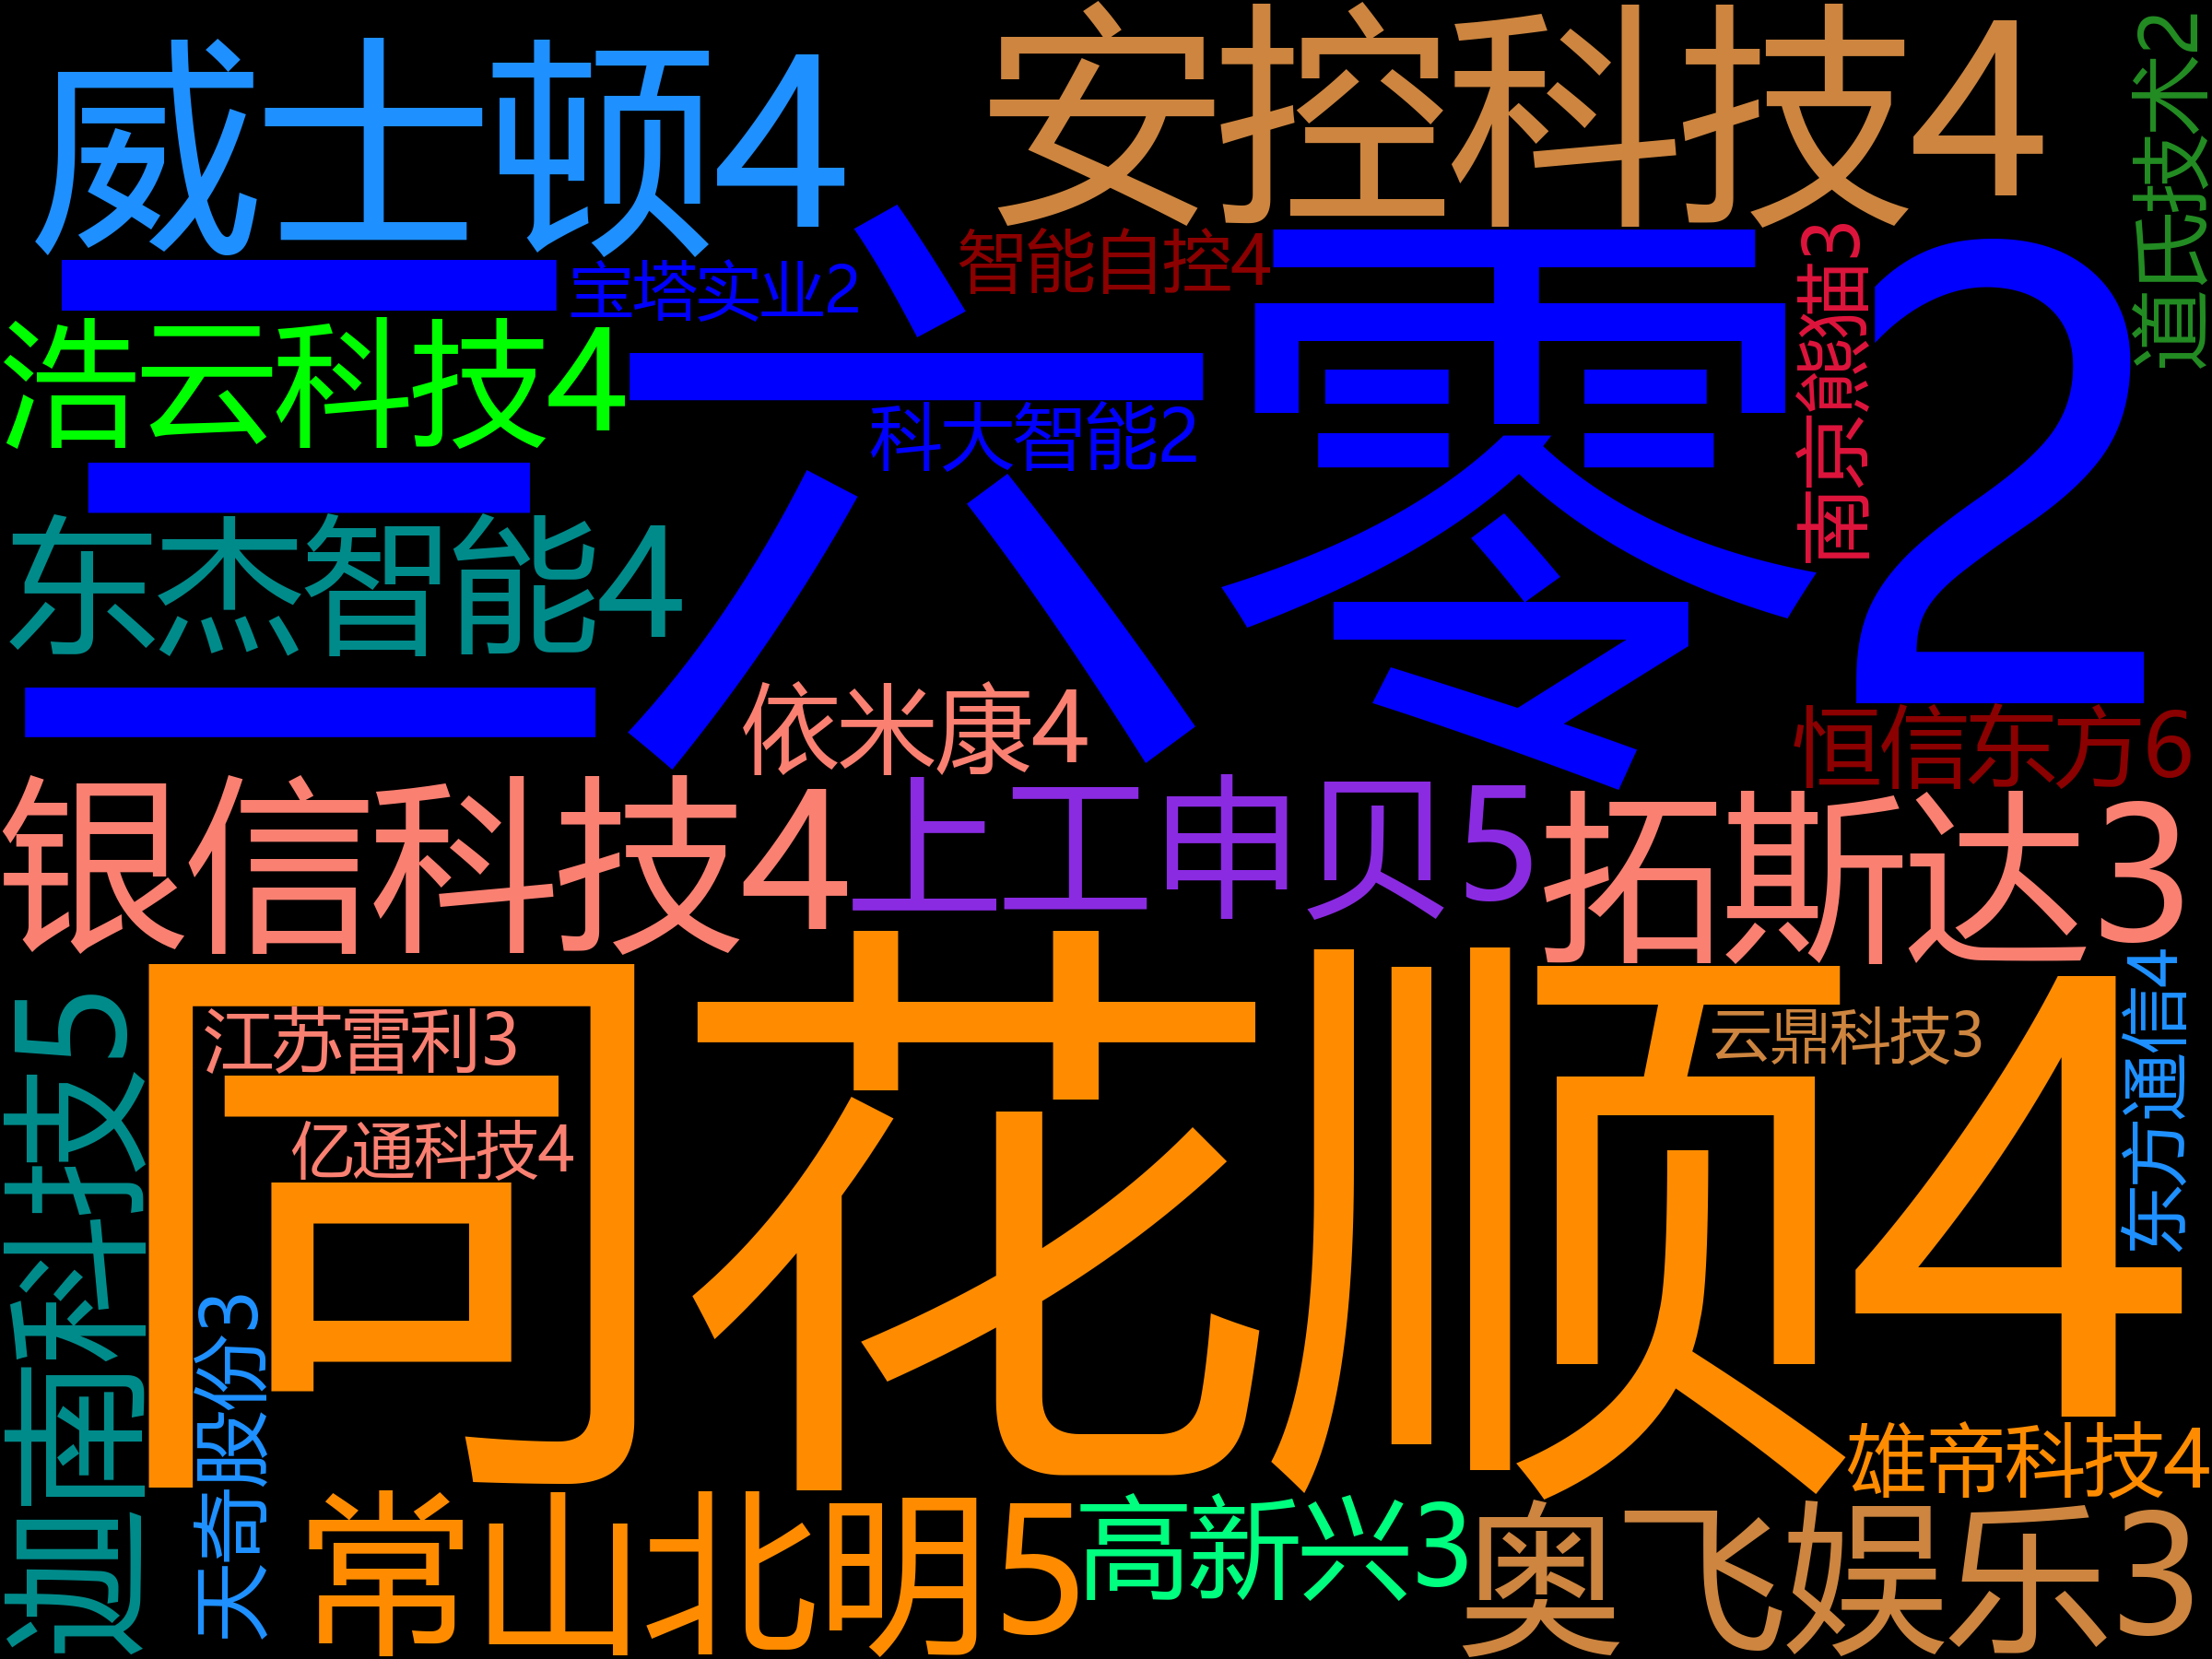 威士顿4
安控科技4
道氏技术2
智能自控4
宝塔实业2
三六零2
南京熊猫3
浩云科技4
科大智能2
东杰智能4
依米康4
恒信东方6
银信科技4
上工申贝5
拓斯达3
同花顺4
迦南科技5
江苏雷利3
云鼎科技3
东方通信4
亿通科技4
天奇股份3
雄帝科技4
常山北明5
高新兴3
奥飞娱乐3